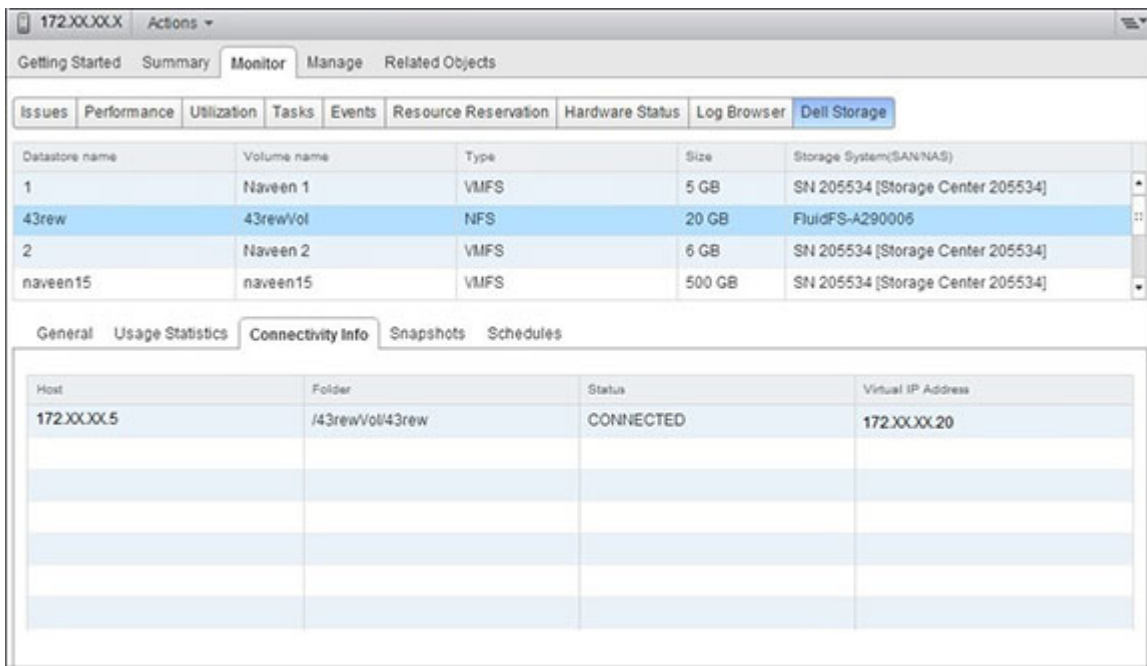 172.XX.XX.X Actions
Getting Started Summary Monitor Manage Related Objects
Issues Performance Utilization Tasks Events Resource Reservation Hardware Status Log Browser Dell Storage
Datastore name Volume name Type Size Storage System(SAN/NAS)
1 Naveen 1 VMFS 5 GB SN 205534 [Storage Center 205534]
43rew 43rewVol NFS 20 GB FluidFS-A290006
2 Naveen 2 VMFS 6 GB SN 205534 [Storage Center 205534]
naveen15 naveen15 VMFS 500 GB SN 205534 [Storage Center 205534]
General Usage Statistics Connectivity Info Snapshots Schedules
Host Folder Status Virtual IP Address
172.XX.XX.5 /43rewVol/43rew CONNECTED 172.XX.XX.20